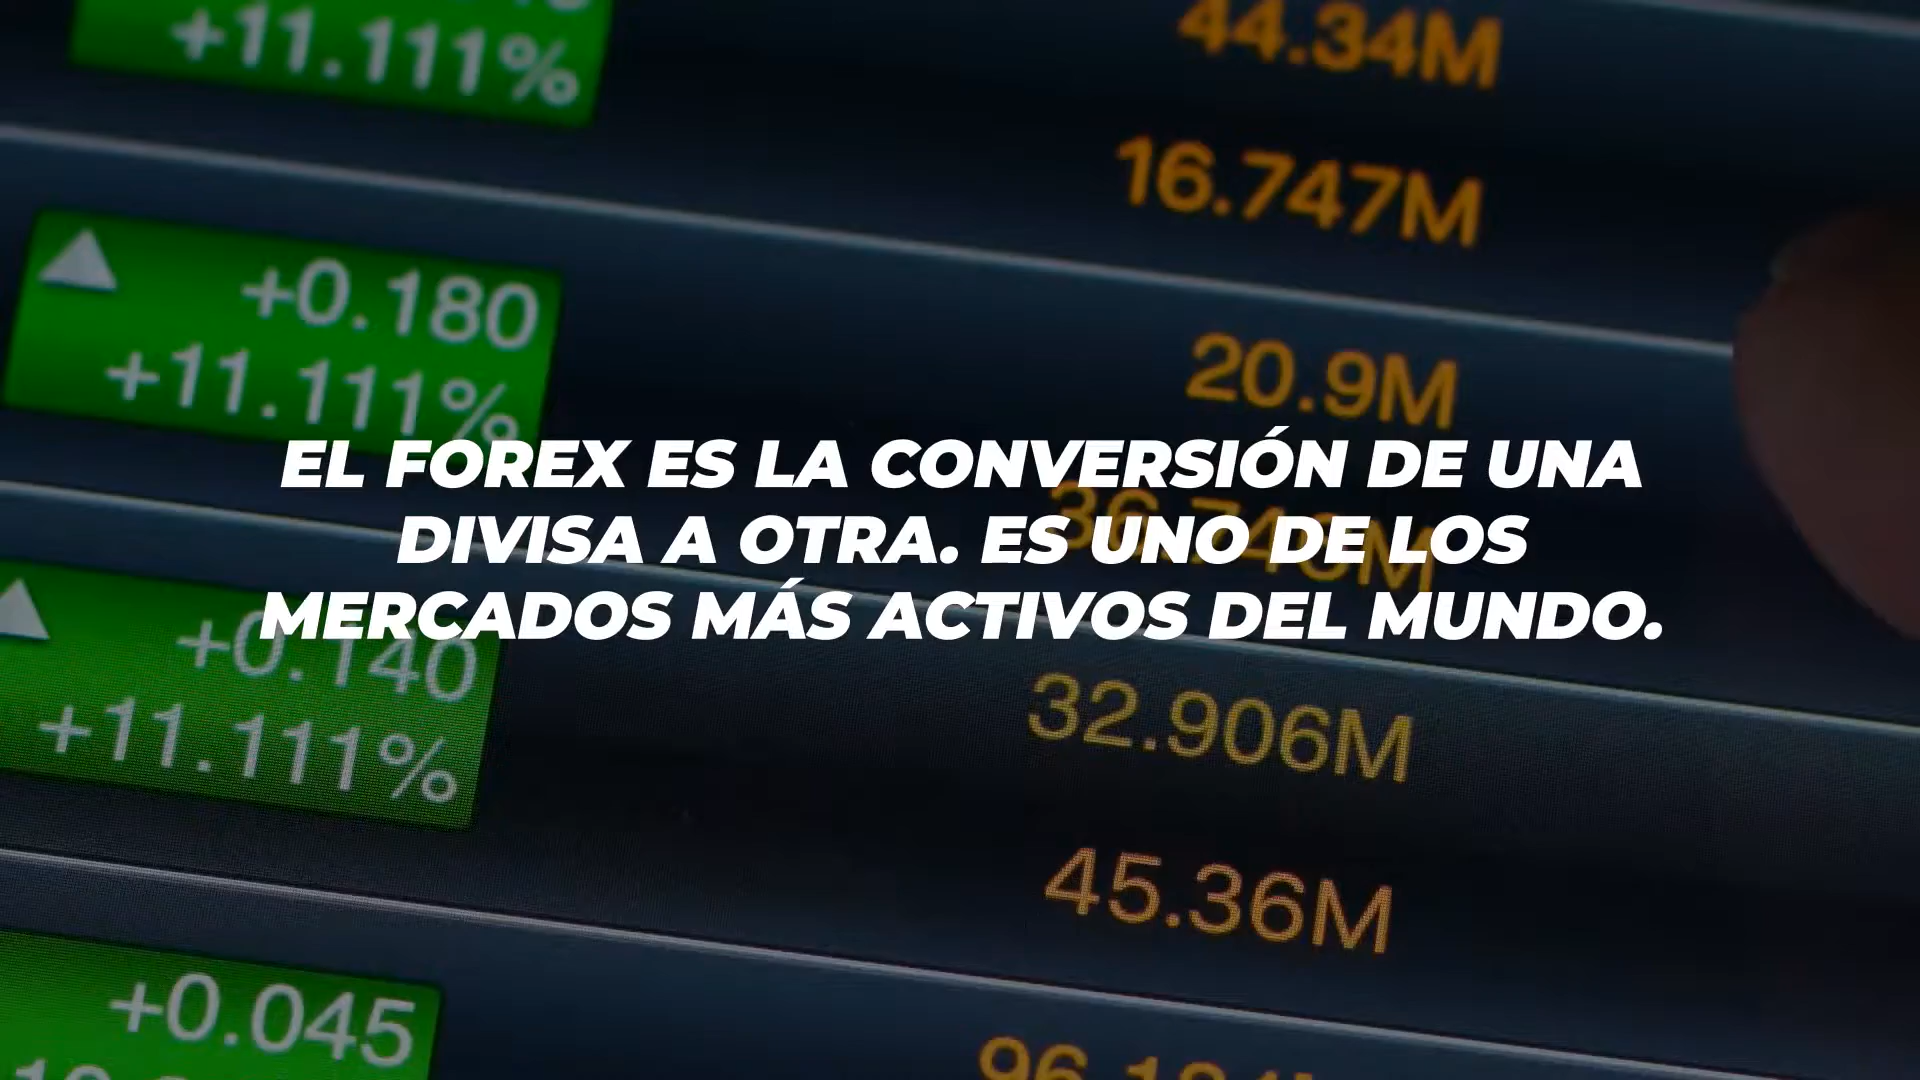 +11.111%
44.34M
16.747M
+0.180
+11.111%
20.9M
EL FOREX ES LA CONVERSIÓN DE UNA
DIVISA A OTRA. ES UNO DE LOS
MERCADOS MÁS ACTIVOS DEL MUNDO.
+0.140
+11.111%
32.906M
45.36M
+0.045